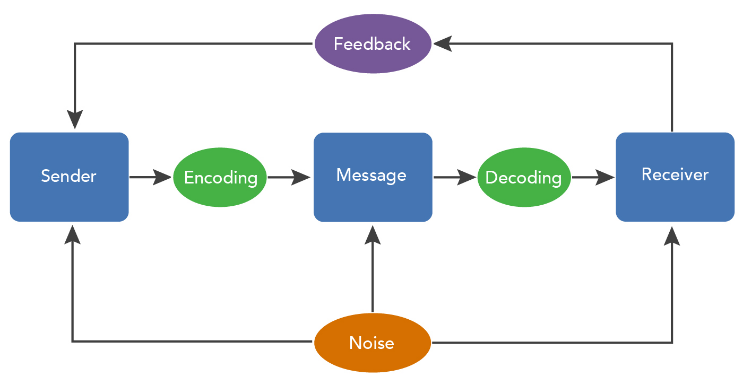 Feedback
Sender
Encoding
Message
Decoding
Receiver
Noise